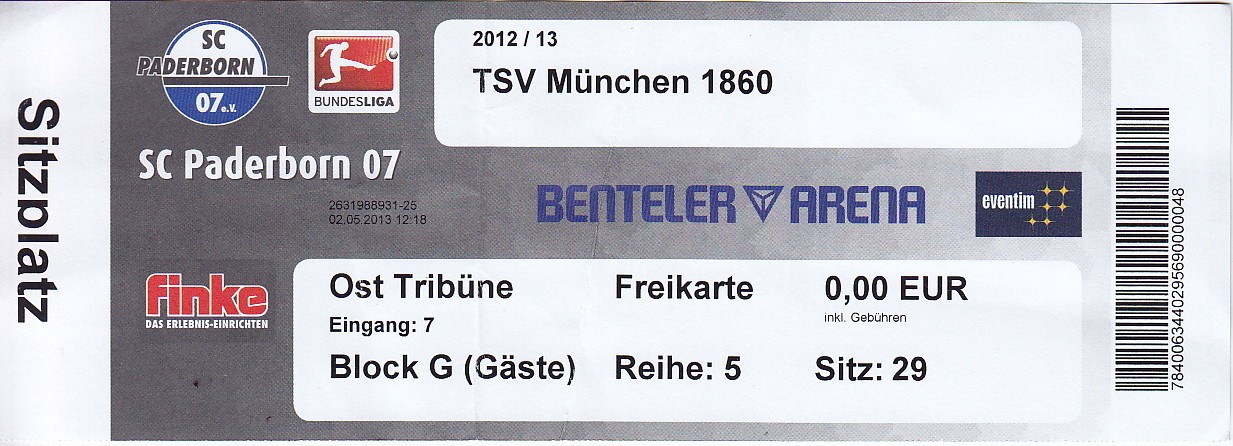 Sitzplatz
SC
PADERBORN
07 e.V.
BUNDESLIGA
SC Paderborn 07
2631988931-25
02.05.2013 12:18
2012 / 13
TSV München 1860
BENTELER ARENA
eventim
finke
DAS ERLEBNIS-EINRICHTEN
Ost Tribüne Freikarte 0,00 EUR
inkl. Gebühren
Eingang: 7
Block G (Gäste) Reihe: 5 Sitz: 29
7840063440295690000048